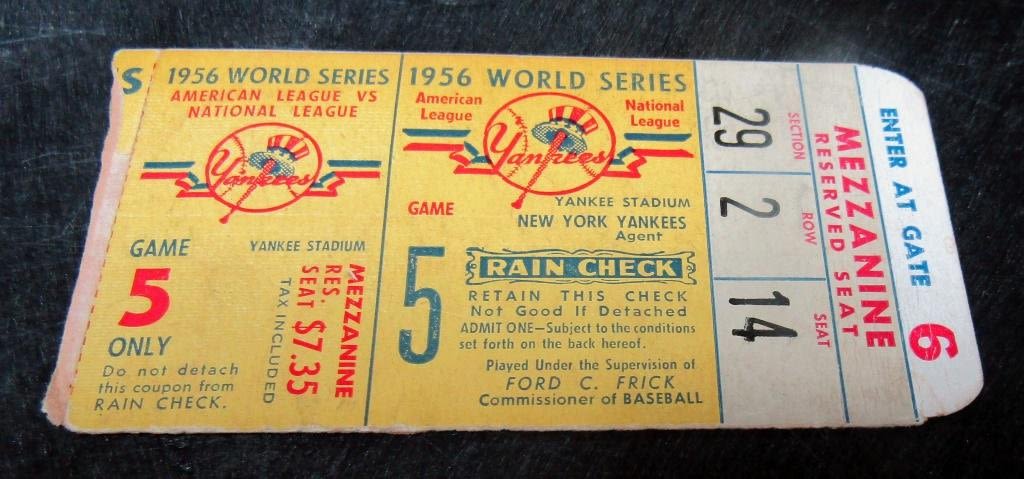 S
1956 WORLD SERIES
AMERICAN LEAGUE VS
NATIONAL LEAGUE
Yankees
GAME
YANKEE STADIUM
5
ONLY
Do not detach
this coupon from
RAIN CHECK.
MEZZANINE
RES.
SEAT $7.35
TAX INCLUDED
1956 WORLD SERIES
American
League
National
League
Yankees
GAME
5
YANKEE STADIUM
NEW YORK YANKEES
Agent
RAIN CHECK
RETAIN THIS CHECK
Not Good if Detached
ADMIT ONE—Subject to the conditions
set forth on the back hereof.
Played Under the Supervision of
FORD C. FRICK
Commissioner of BASEBALL
29
SECTION
2
ROW
14
SEAT
MEZZANINE
RESERVED SEAT
ENTER AT GATE
6